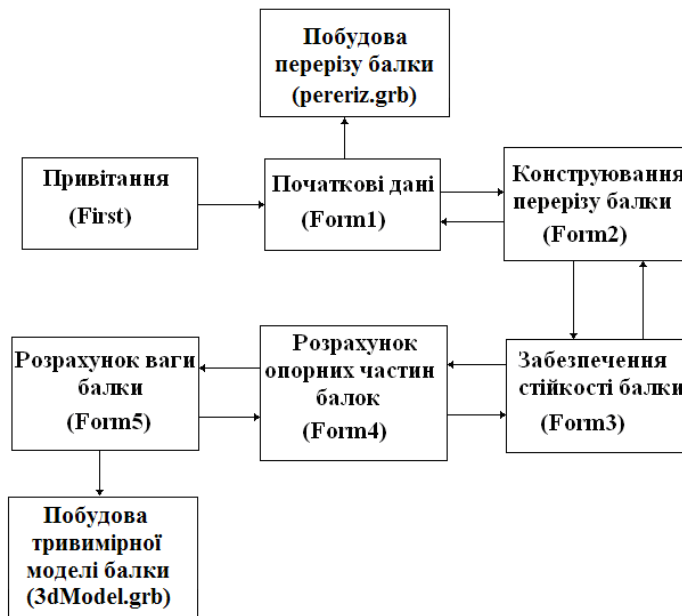 Побудова
перерізу балки
(pereriz.grb)
Привітання
(First)
Початкові дані
(Form1)
Конструювання
перерізу балки
(Form2)
Розрахунок ваги
балки
(Form5)
Розрахунок
опорних частин
балок
(Form4)
Забезпечення
стійкості балки
(Form3)
Побудова
тривимірної
моделі балки
(3dModel.grb)